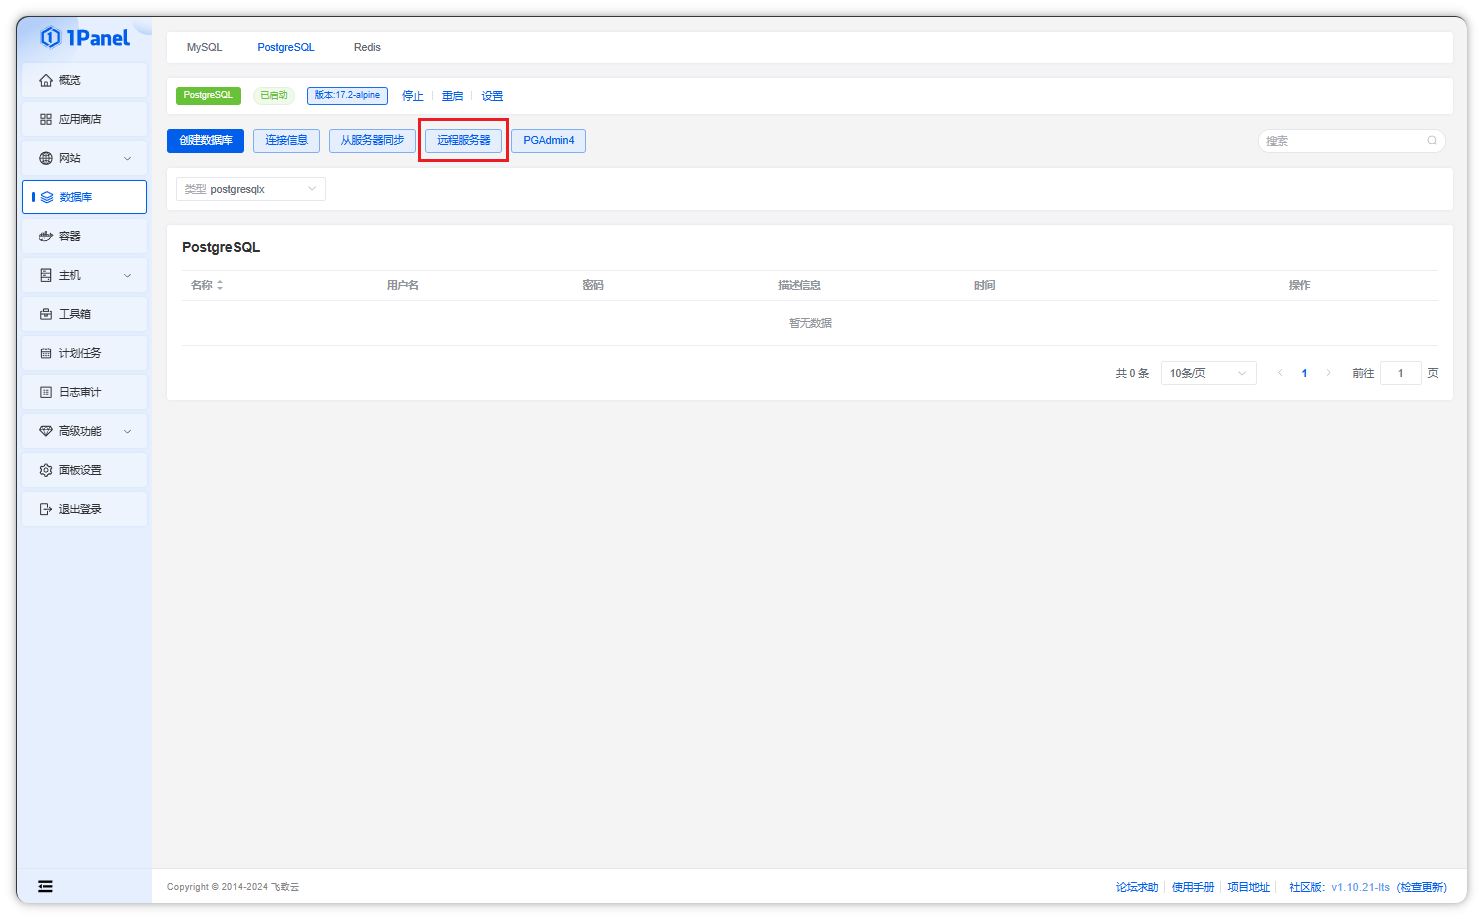 1Panel
概览
应用商店
网站
数据库
容器
主机
工具箱
计划任务
日志审计
高级功能
面板设置
退出登录
MySQL PostgreSQL Redis
PostgreSQL 已启动 版本:17.2-alpine 停止 重启 设置
创建数据库 连接信息 从服务器同步 远程服务器 PGAdmin4 搜索
类型 postgresqlx
PostgreSQL
名称 用户名 密码 描述信息 时间 操作
暂无数据
共 0 条 10条/页 1 前往 1 页
Copyright © 2014-2024 飞致云 论坛求助 使用手册 项目地址 社区版: v1.10.21-lts (检查更新)